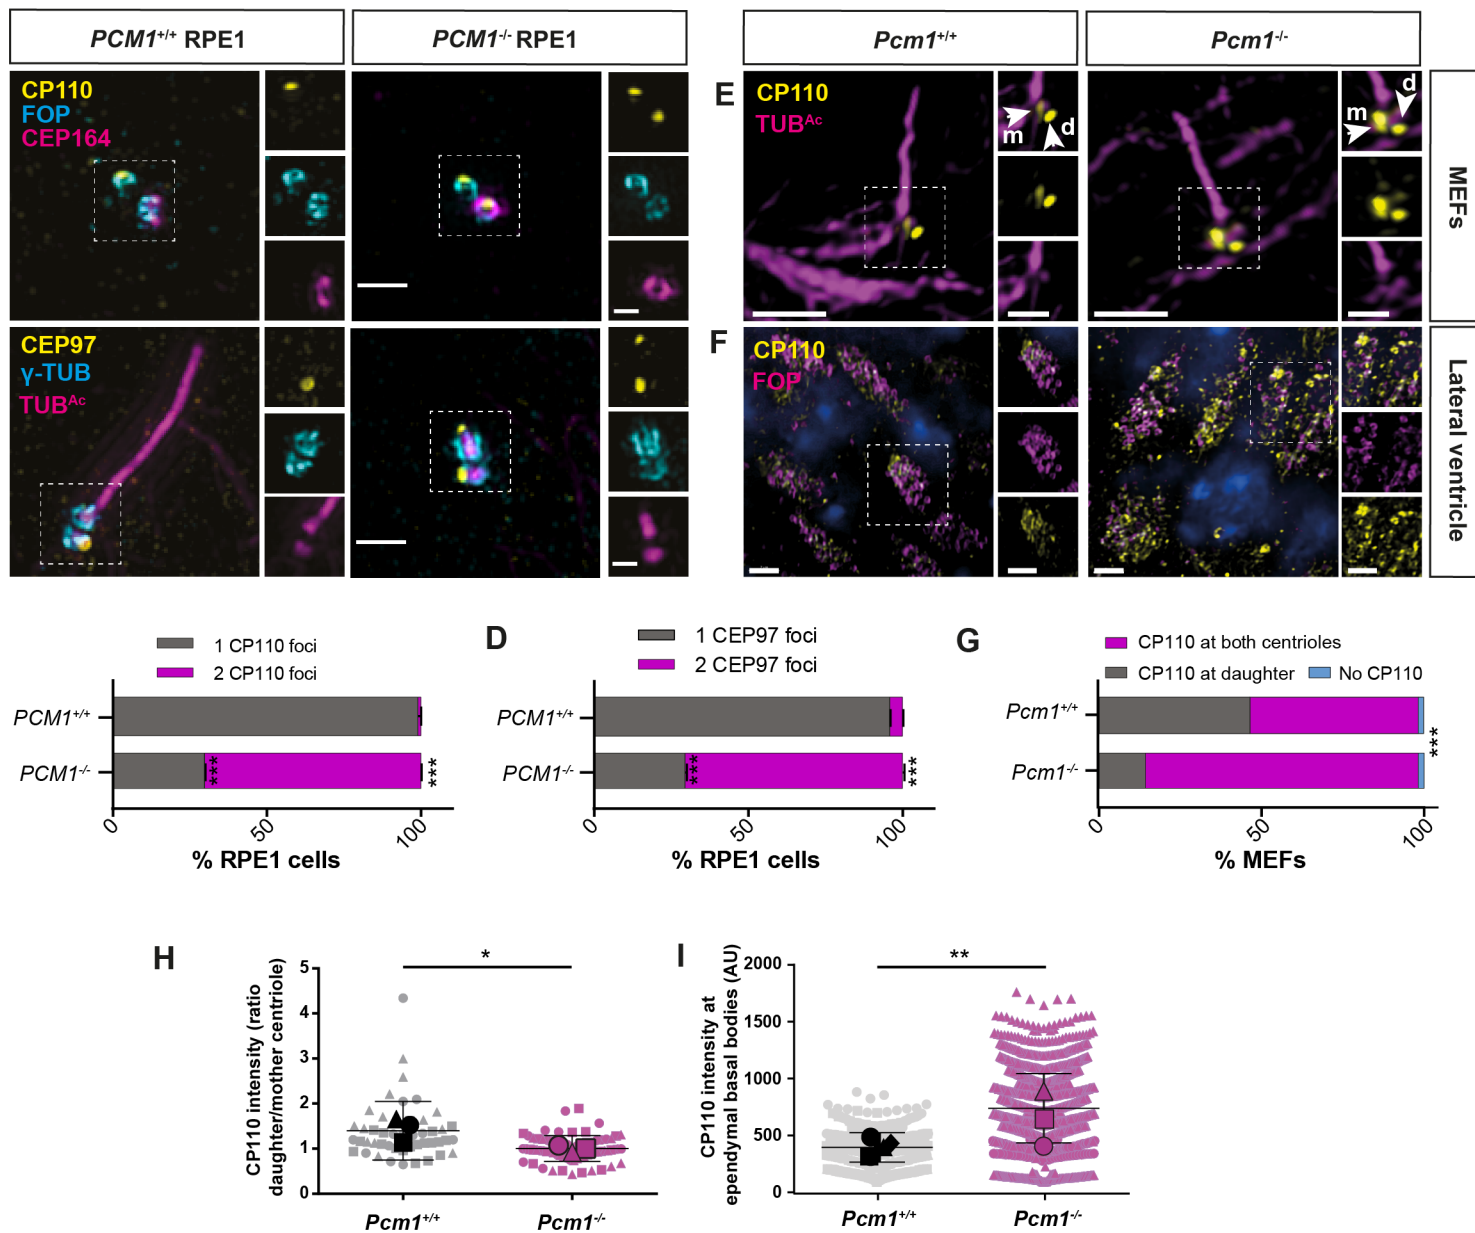 PCM1+/+ RPE1
PCM1-/- RPE1
Pcm1+/+
Pcm1-/-
CP110
FOP
CEP164
E
CP110
TUBAc
m
d
m
d
MEFs
CEP97
γ-TUB
TUBAc
F
CP110
FOP
Lateral ventricle
1 CP110 foci
2 CP110 foci
PCM1+/+
PCM1-/-
***
***
0
50
100
% RPE1 cells
D
1 CEP97 foci
2 CEP97 foci
PCM1+/+
PCM1-/-
***
***
0
50
100
% RPE1 cells
G
CP110 at both centrioles
CP110 at daughter
No CP110
Pcm1+/+
Pcm1-/-
***
0
50
100
% MEFs
H
CP110 intensity (ratio
daughter/mother centriole)
5
4
3
2
1
0
*
Pcm1+/+
Pcm1-/-
I
CP110 intensity at
ependymal basal bodies (AU)
2000
1500
1000
500
0
**
Pcm1+/+
Pcm1-/-